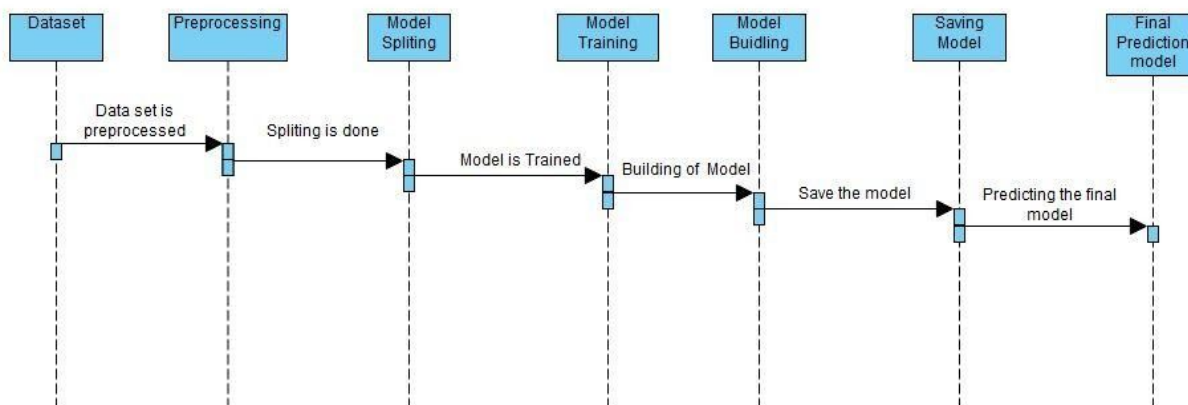 Dataset
Preprocessing
Model
Spliting
Model
Training
Model
Buidling
Saving
Model
Final
Prediction
model
Data set is
preprocessed
Spliting is done
Model is Trained
Building of Model
Save the model
Predicting the final
model